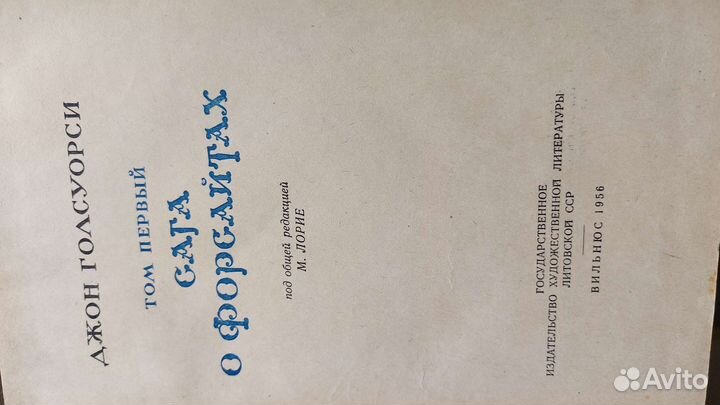 ДЖОН ГОЛСУОРСИ
ТОМ ПЕРВЫЙ
САГА
О ФОРСАЙТАХ
под общей редакцией
М. ЛОРИЕ
ГОСУДАРСТВЕННОЕ
ИЗДАТЕЛЬСТВО ХУДОЖЕСТВЕННОЙ ЛИТЕРАТУРЫ
ЛИТОВСКОЙ ССР
ВИЛЬНЮС 1956
Avito